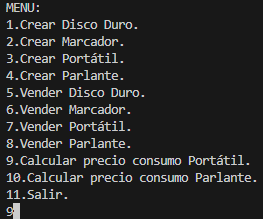 MENU:
1.Crear Disco Duro.
2.Crear Marcador.
3.Crear Portátil.
4.Crear Parlante.
5.Vender Disco Duro.
6.Vender Marcador.
7.Vender Portátil.
8.Vender Parlante.
9.Calcular precio consumo Portátil.
10.Calcular precio consumo Parlante.
11.Salir.
9